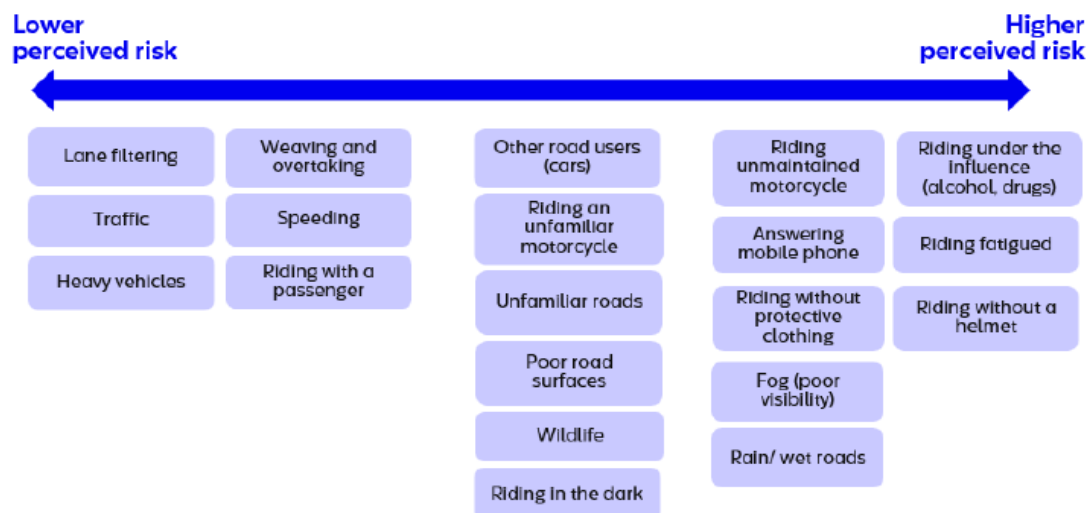 Lower
perceived risk
Higher
perceived risk
Lane filtering
Traffic
Heavy vehicles
Weaving and
overtaking
Speeding
Riding with a
passenger
Other road users
(cars)
Riding an
unfamiliar
motorcycle
Unfamiliar roads
Poor road
surfaces
Wildlife
Riding in the dark
Riding
unmaintained
motorcycle
Answering
mobile phone
Riding without
protective
clothing
Fog (poor
visibility)
Rain/ wet roads
Riding under the
influence
(alcohol, drugs)
Riding fatigued
Riding without a
helmet